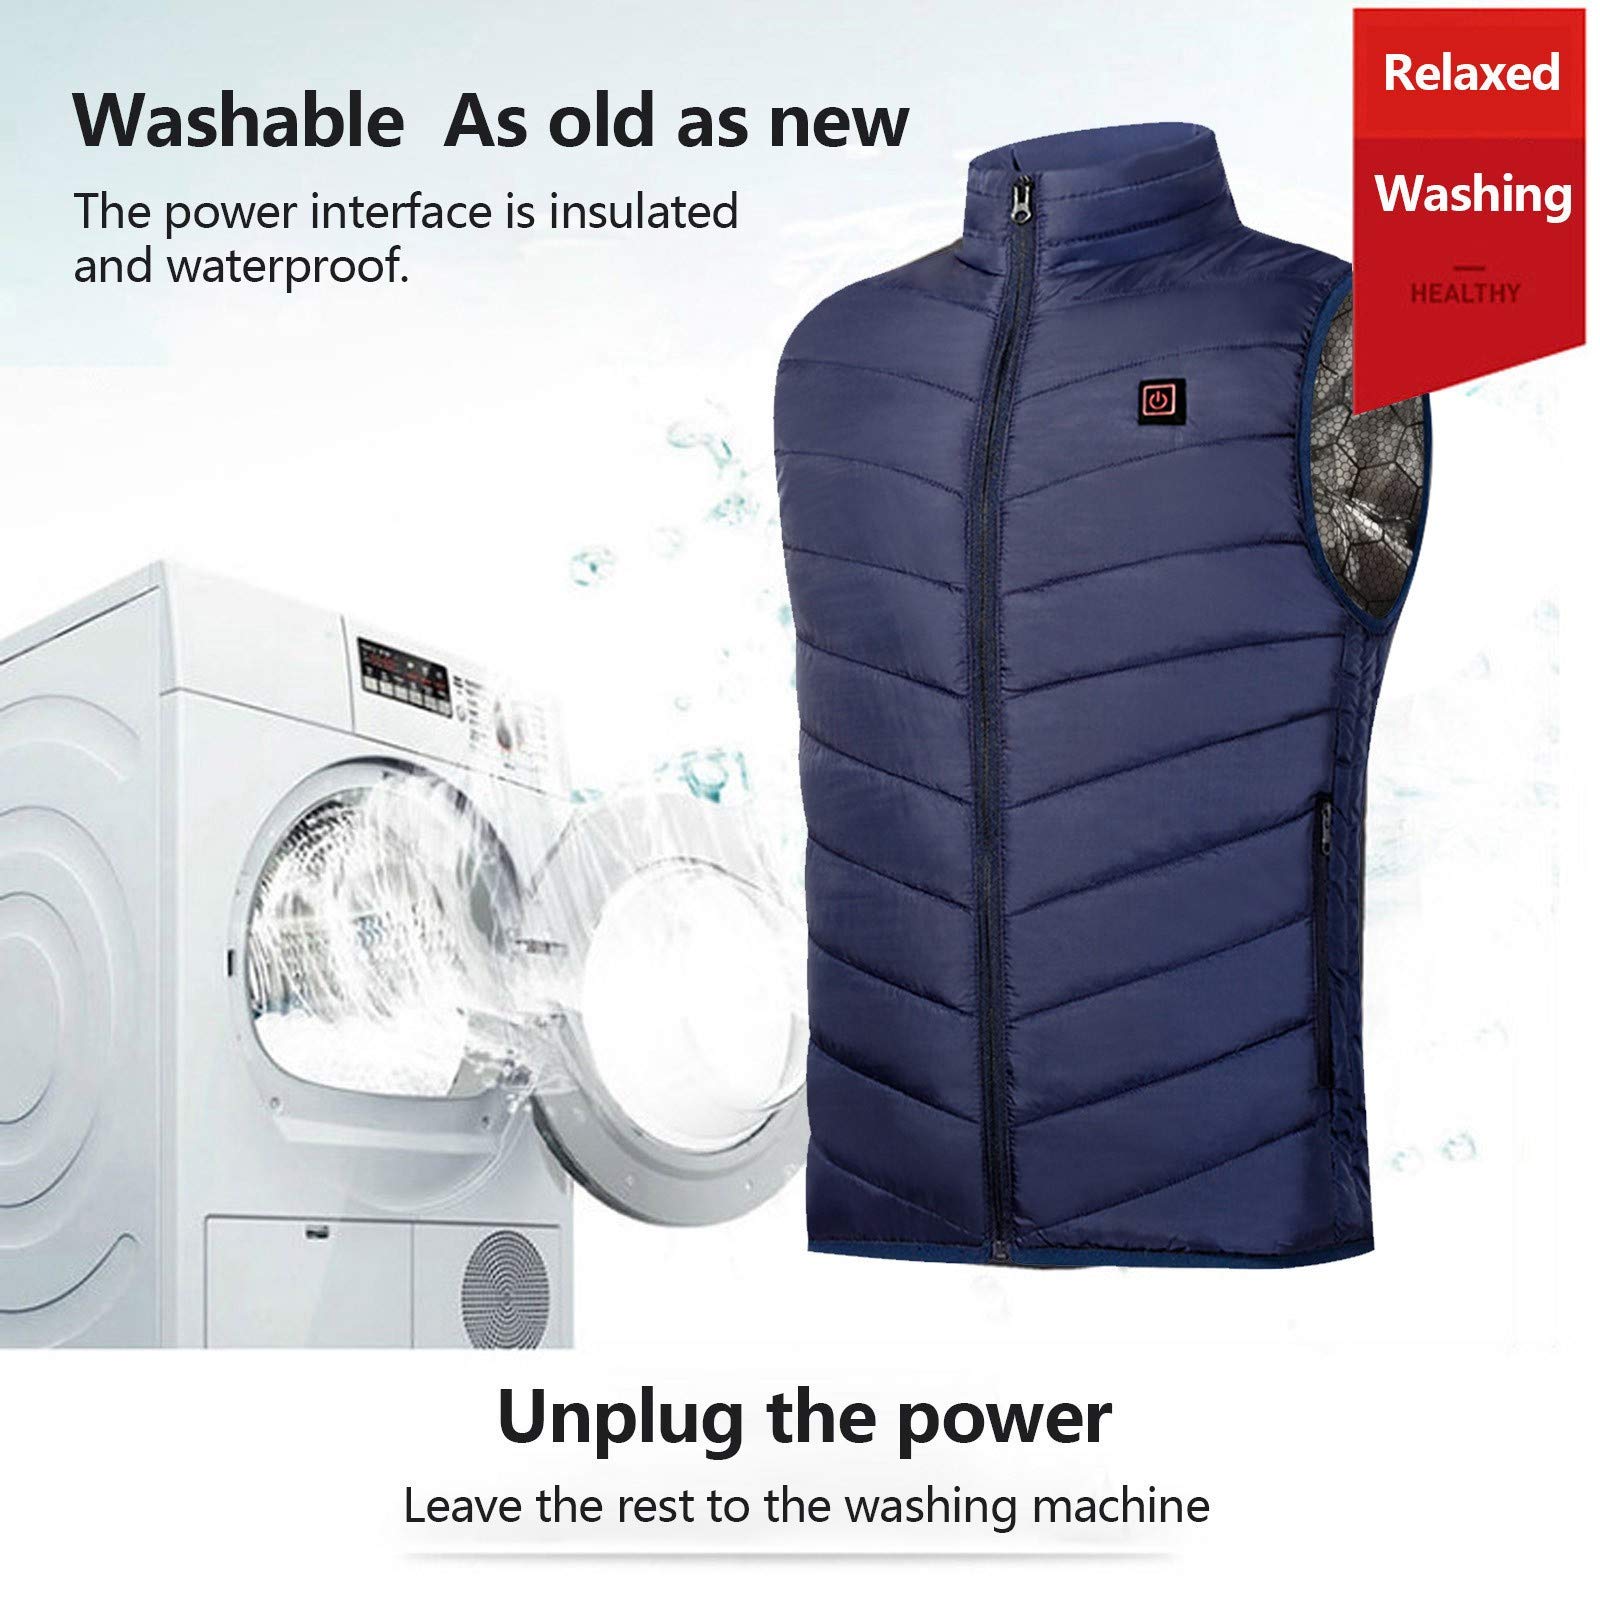 Washable As old as new
The power interface is insulated
and waterproof.
Relaxed
Washing
HEALTHY
Unplug the power
Leave the rest to the washing machine